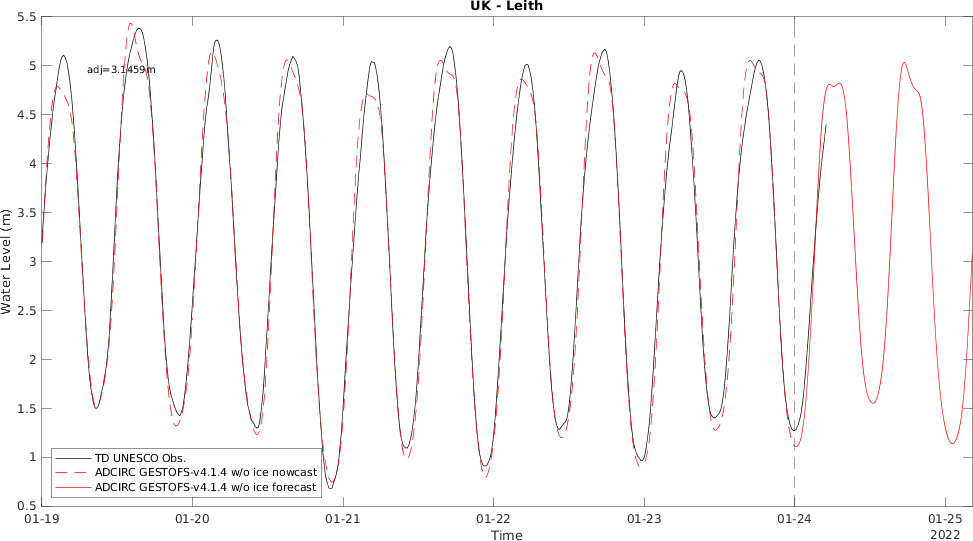 UK - Leith
5.5
5
4.5
4
3.5
3
2.5
2
1.5
1
0.5
Water Level (m)
adj=3.1459m
TD UNESCO Obs.
ADCIRC GESTOFS-v4.1.4 w/o ice nowcast
ADCIRC GESTOFS-v4.1.4 w/o ice forecast
01-19
01-20
01-21
01-22
01-23
01-24
01-25
Time
2022